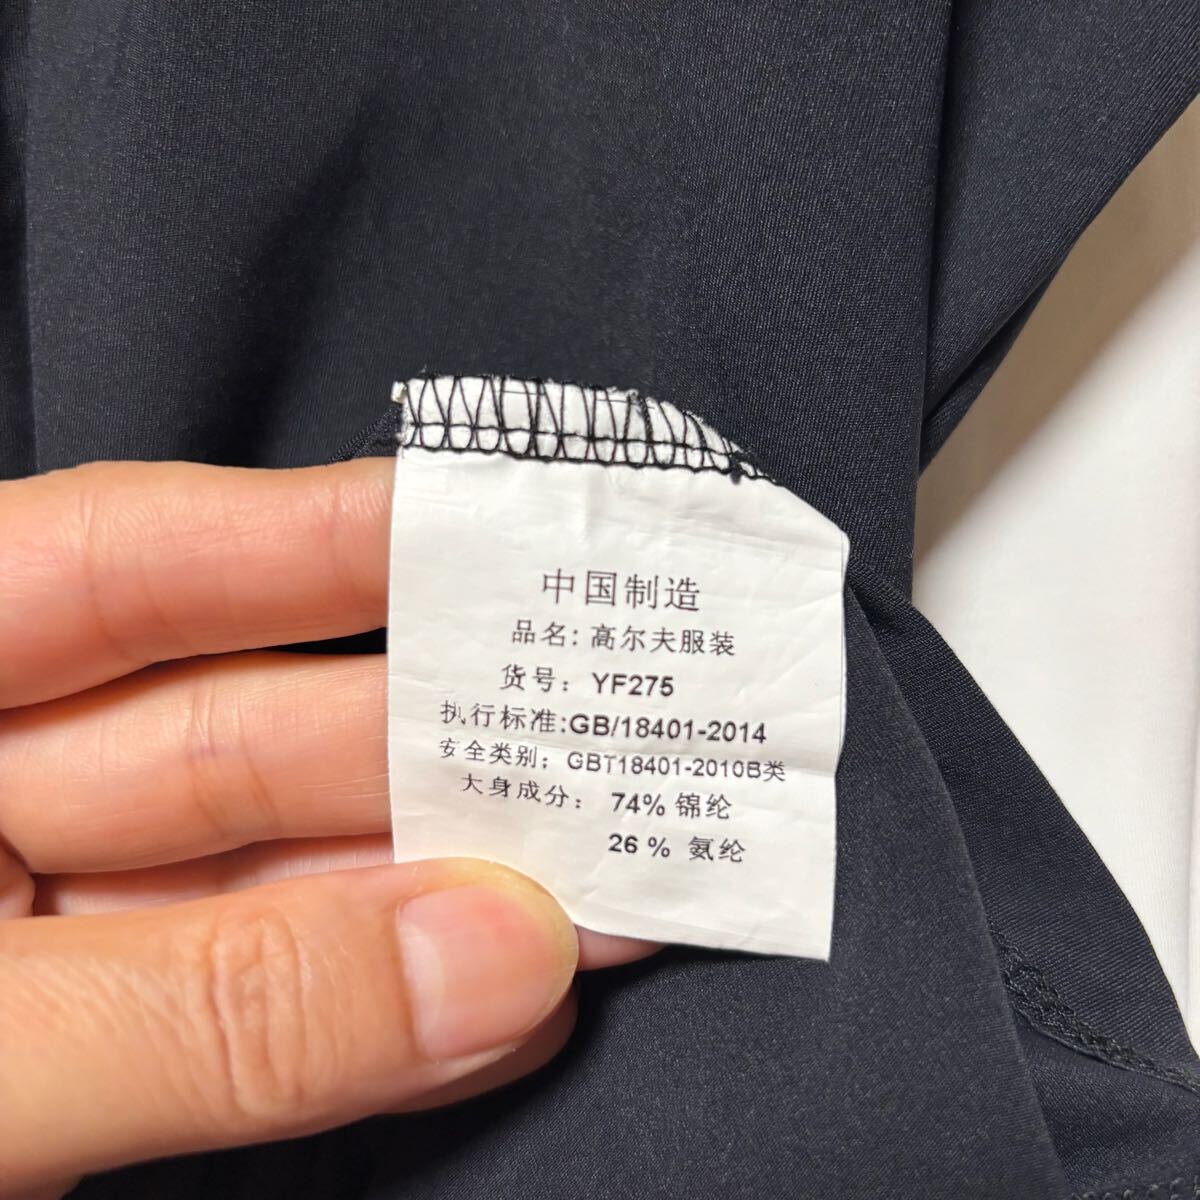 中国制造
品名: 高尔夫服装
货号: YF275
执行标准:GB/18401-2014
安全类别: GBT18401-2010B类
大身成分: 74% 锦纶
26 % 氨纶